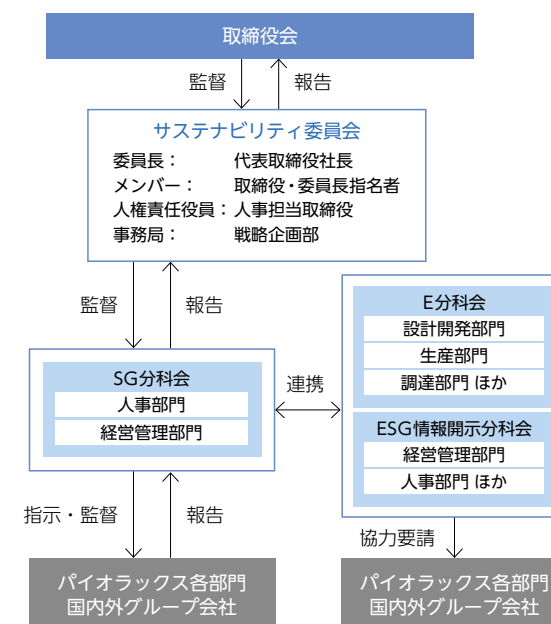 取締役会
監督
報告
サステナビリティ委員会
委員長： 代表取締役社長
メンバー： 取締役・委員長指名者
人権責任役員：人事担当取締役
事務局： 戦略企画部
監督
報告
SG分科会
人事部門
経営管理部門
連携
E分科会
設計開発部門
生産部門
調達部門 ほか
ESG情報開示分科会
経営管理部門
人事部門 ほか
指示・監督
報告
協力要請
パイオラックス各部門
国内外グループ会社
パイオラックス各部門
国内外グループ会社